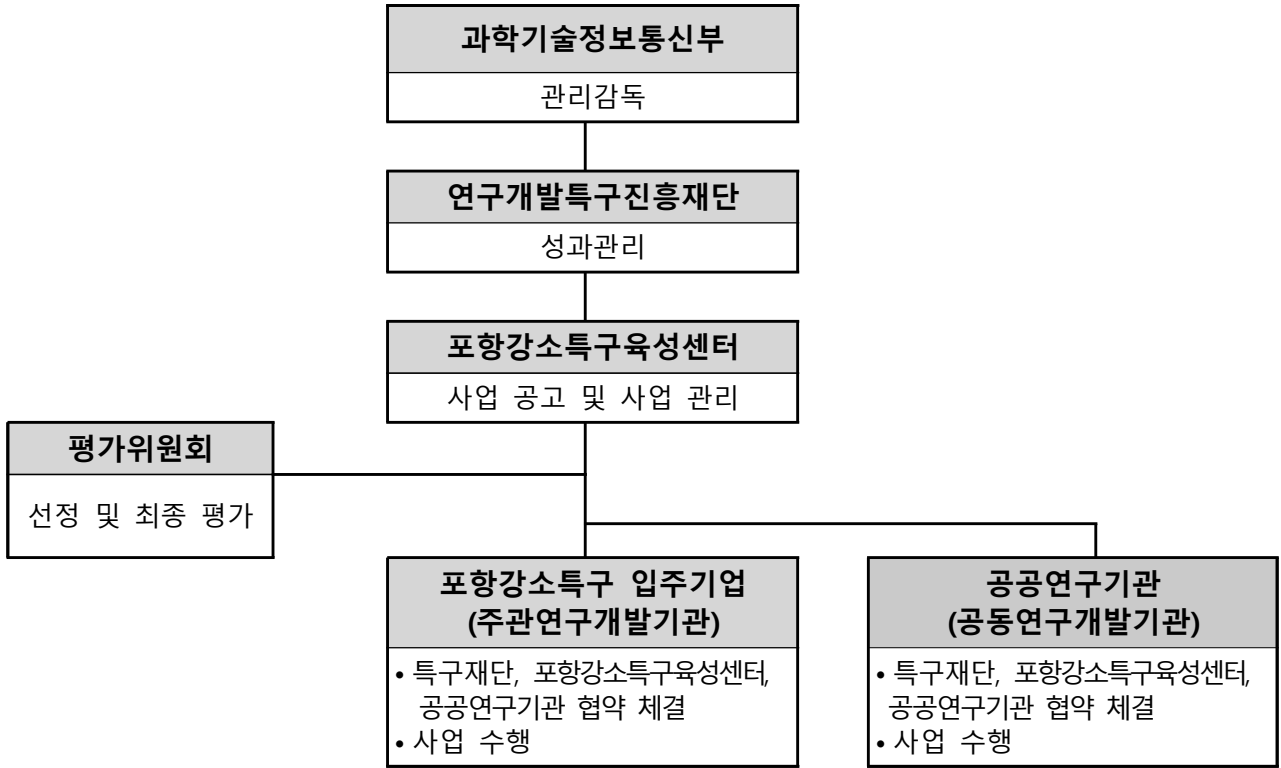 과학기술정보통신부
관리감독
연구개발특구진흥재단
성과관리
포항강소특구육성센터
사업 공고 및 사업 관리
평가위원회
선정 및 최종 평가
포항강소특구 입주기업
(주관연구개발기관)
• 특구재단, 포항강소특구육성센터,
공공연구기관 협약 체결
• 사업 수행
공공연구기관
(공동연구개발기관)
• 특구재단, 포항강소특구육성센터,
공공연구기관 협약 체결
• 사업 수행